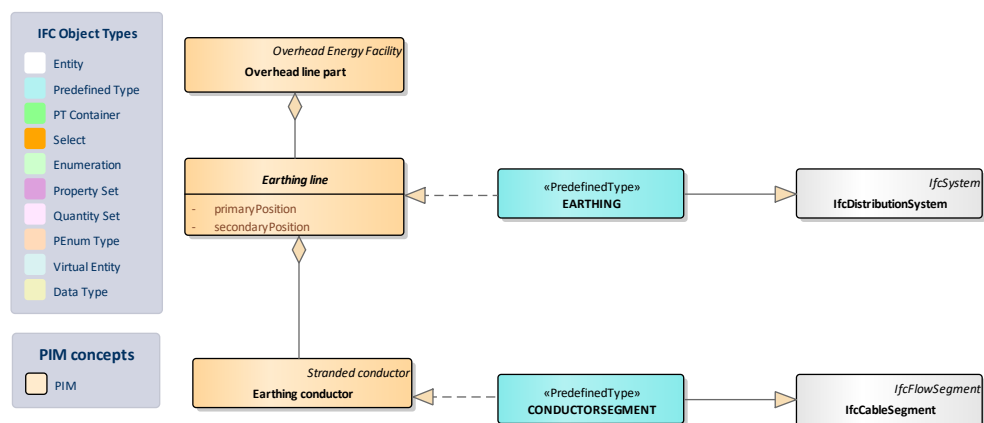 IFC Object Types
Entity
Predefined Type
PT Container
Select
Enumeration
Property Set
Quantity Set
PEnum Type
Virtual Entity
Data Type
PIM concepts
PIM
Overhead Energy Facility
Overhead line part
Earthing line
- primaryPosition
- secondaryPosition
«PredefinedType»
EARTHING
IfcSystem
IfcDistributionSystem
Stranded conductor
Earthing conductor
«PredefinedType»
CONDUCTORSEGMENT
IfcFlowSegment
IfcCableSegment